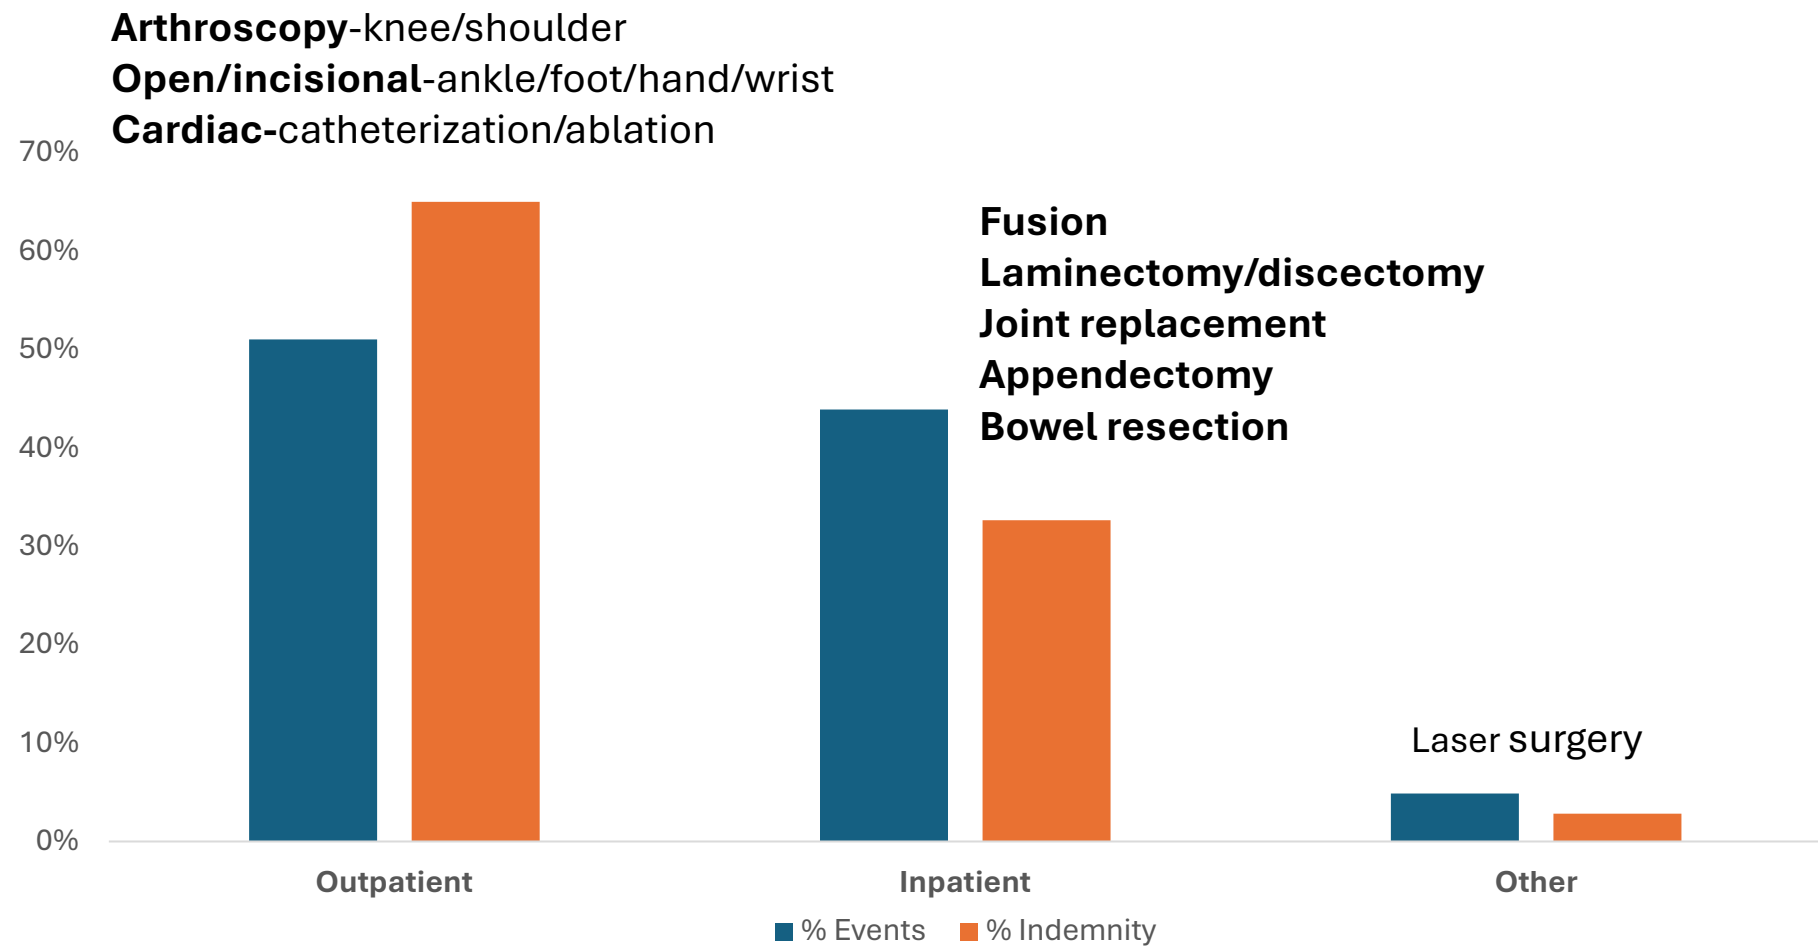 Arthroscopy-knee/shoulder
Open/incisional-ankle/foot/hand/wrist
Cardiac-catheterization/ablation
70%
60%
50%
40%
30%
20%
10%
0%
Fusion
Laminectomy/discectomy
Joint replacement
Appendectomy
Bowel resection
Laser surgery
Outpatient
Inpatient
Other
% Events
% Indemnity